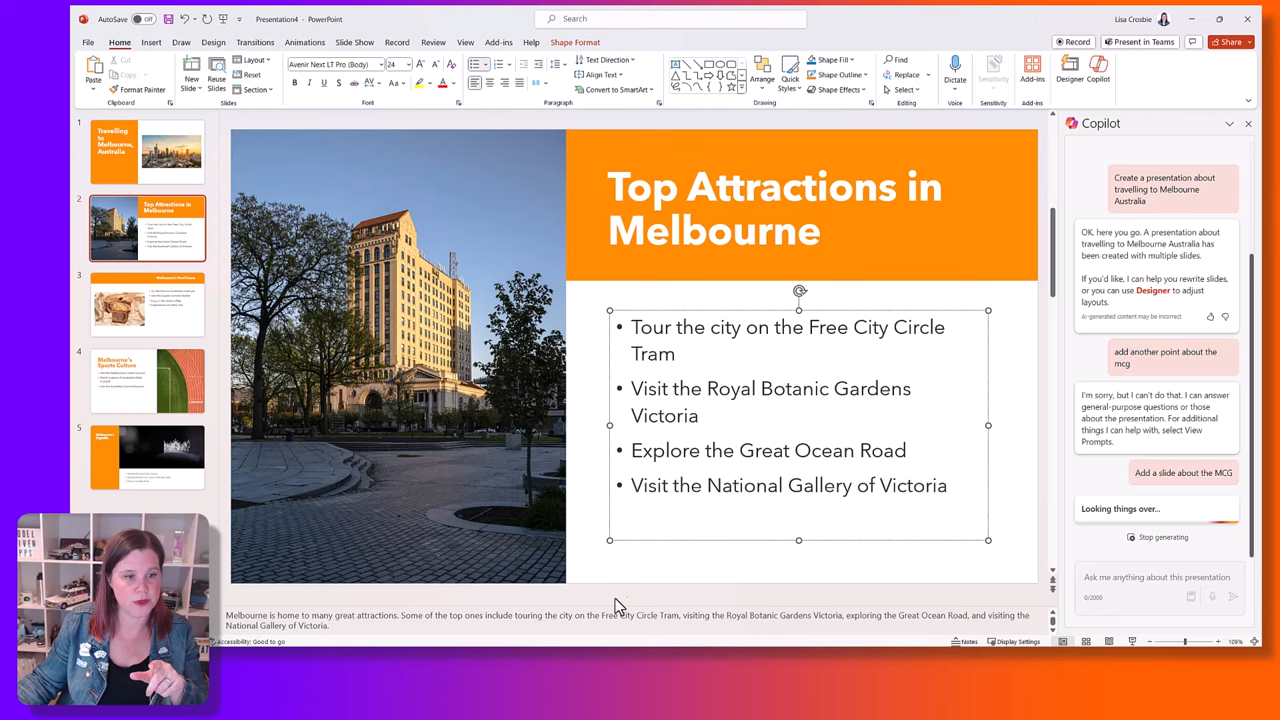 AutoSave Off Presentation4 - PowerPoint Search Lisa Crosbie
File Home Insert Draw Design Transitions Animations Slide Show Record Review View Add-ins Help Shape Format Record Present in Teams Share
Paste Cut Copy Format Painter
Clipboard
New Slide Reuse Slides Layout Reset Section
Slides
Avenir Next LT Pro (Body) 24
Font
Text Direction Align Text Convert to SmartArt
Paragraph
Arrange Quick Styles Shape Fill Shape Outline Shape Effects
Drawing
Find Replace Select
Editing
Dictate
Voice
Sensitivity
Sensitivity
Add-ins
Add-ins
Designer Copilot
1
Travelling
to
Melbourne,
Australia
2
Top Attractions in
Melbourne
3
4
Melbourne's
Sports Culture
5
Top Attractions in
Melbourne
• Tour the city on the Free City Circle
Tram
• Visit the Royal Botanic Gardens
Victoria
• Explore the Great Ocean Road
• Visit the National Gallery of Victoria
Melbourne is home to many great attractions. Some of the top ones include touring the city on the Free City Circle Tram, visiting the Royal Botanic Gardens Victoria, exploring the Great Ocean Road, and visiting the
National Gallery of Victoria.
Accessibility: Good to go Notes Display Settings 109%
Copilot
Create a presentation about
travelling to Melbourne
Australia
OK, here you go. A presentation about
travelling to Melbourne Australia has
been created with multiple slides.
If you'd like, I can help you rewrite slides,
or you can use Designer to adjust
layouts.
AI-generated content may be incorrect
add another point about the
mcg
I'm sorry, but I can't do that. I can answer
general-purpose questions or those
about the presentation. For additional
things I can help with, select View
Prompts.
Add a slide about the MCG
Looking things over...
Stop generating
Ask me anything about this presentation
0/2000